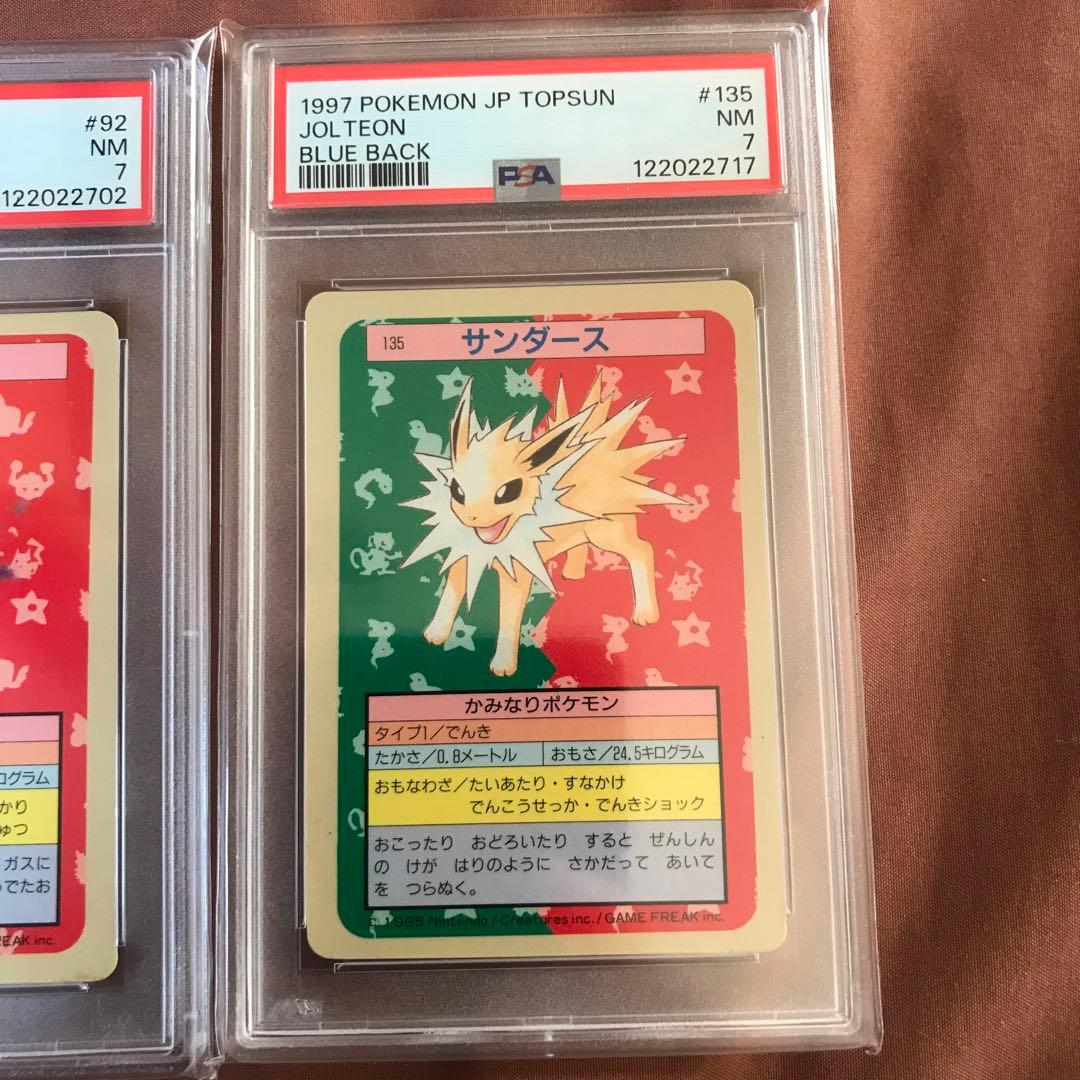 #92
NM
7
122022702
ログラム
かり
ゅつ
ガスに
でたお
EAK inc.
1997 POKEMON JP TOPSUN #135
JOLTEON NM
BLUE BACK 7
PSA 122022717
135 サンダース
かみなりポケモン
タイプ1/でんき
たかさ/0.8メートル おもさ/24.5キログラム
おもなわざ/たいあたり・すなかけ
でんこうせっか・でんきショック
おこったり おどろいたり すると ぜんしん
の けが はりのように さかだって あいて
を つらぬく。
© 1995 Nintendo / Creatures inc. / GAME FREAK inc.